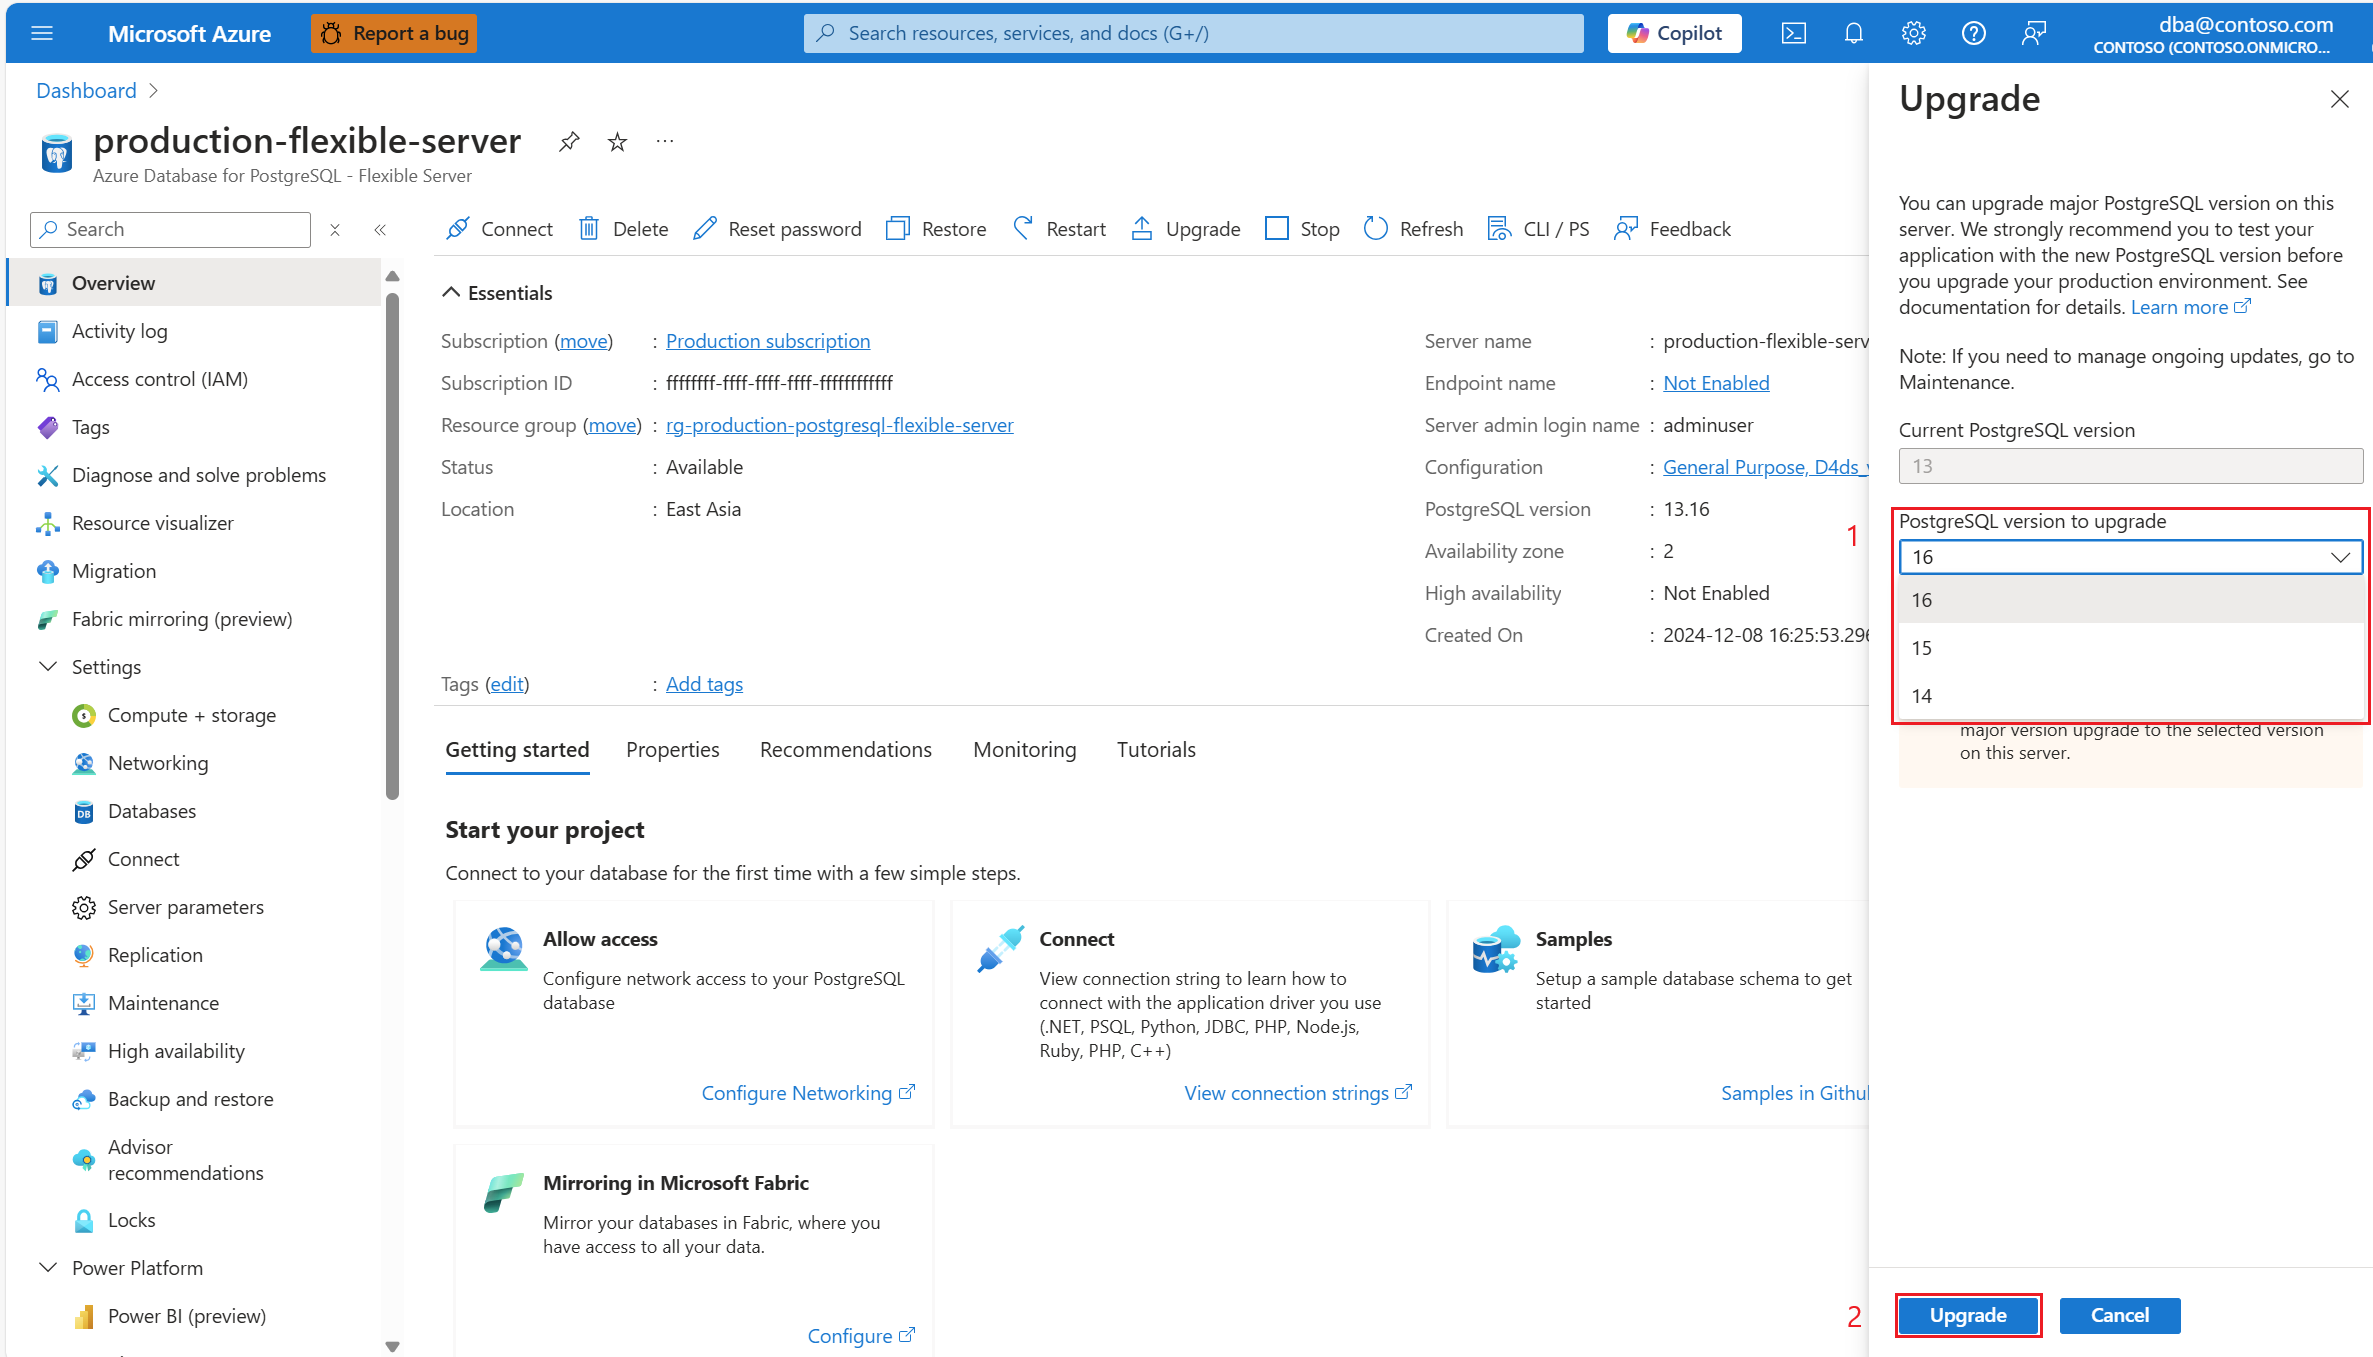 Microsoft Azure
Report a bug
Search resources, services, and docs (G+/)
Copilot
dba@contoso.com
CONTOSO (CONTOSO.ONMICRO...
Dashboard
production-flexible-server
...
Azure Database for PostgreSQL - Flexible Server
Search
Overview
Activity log
Access control (IAM)
Tags
Diagnose and solve problems
Resource visualizer
Migration
Fabric mirroring (preview)
Settings
Compute + storage
Networking
Databases
Connect
Server parameters
Replication
Maintenance
High availability
Backup and restore
Advisor
recommendations
Locks
Power Platform
Power BI (preview)
Connect
Delete
Reset password
Restore
Restart
Upgrade
Stop
Refresh
CLI / PS
Feedback
Essentials
Subscription (move) : Production subscription
Subscription ID : ffffffff-ffff-ffff-ffff-ffffffffffff
Resource group (move) : rg-production-postgresql-flexible-server
Status : Available
Location : East Asia
Server name : production-flexible-serv
Endpoint name : Not Enabled
Server admin login name : adminuser
Configuration : General Purpose, D4ds_v
PostgreSQL version : 13.16
Availability zone : 2
High availability : Not Enabled
Created On : 2024-12-08 16:25:53.296
Tags (edit) : Add tags
Getting started
Properties
Recommendations
Monitoring
Tutorials
Start your project
Connect to your database for the first time with a few simple steps.
Allow access
Configure network access to your PostgreSQL
database
Configure Networking
Connect
View connection string to learn how to
connect with the application driver you use
(.NET, PSQL, Python, JDBC, PHP, Node.js,
Ruby, PHP, C++)
View connection strings
Samples
Setup a sample database schema to get
started
Samples in Github
Mirroring in Microsoft Fabric
Mirror your databases in Fabric, where you
have access to all your data.
Configure
Upgrade
You can upgrade major PostgreSQL version on this
server. We strongly recommend you to test your
application with the new PostgreSQL version before
you upgrade your production environment. See
documentation for details. Learn more
Note: If you need to manage ongoing updates, go to
Maintenance.
Current PostgreSQL version
13
1
PostgreSQL version to upgrade
16
16
15
14
major version upgrade to the selected version
on this server.
2
Upgrade
Cancel